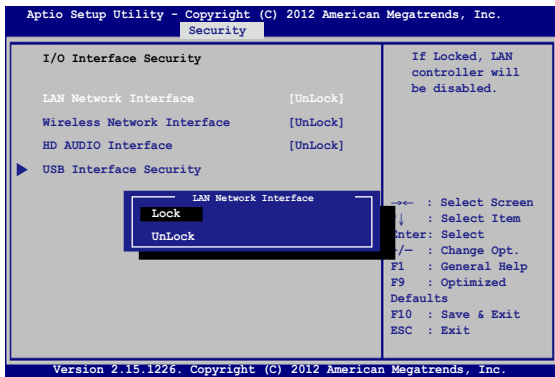 Aptio Setup Utility - Copyright (C) 2012 American Megatrends, Inc.
Security
I/O Interface Security
LAN Network Interface [UnLock]
Wireless Network Interface [UnLock]
HD AUDIO Interface [UnLock]
USB Interface Security
If Locked, LAN
controller will
be disabled.
LAN Network Interface
Lock
UnLock
→← : Select Screen
↓ : Select Item
Enter: Select
/— : Change Opt.
F1 : General Help
F9 : Optimized
Defaults
F10 : Save & Exit
ESC : Exit
Version 2.15.1226. Copyright (C) 2012 American Megatrends, Inc.